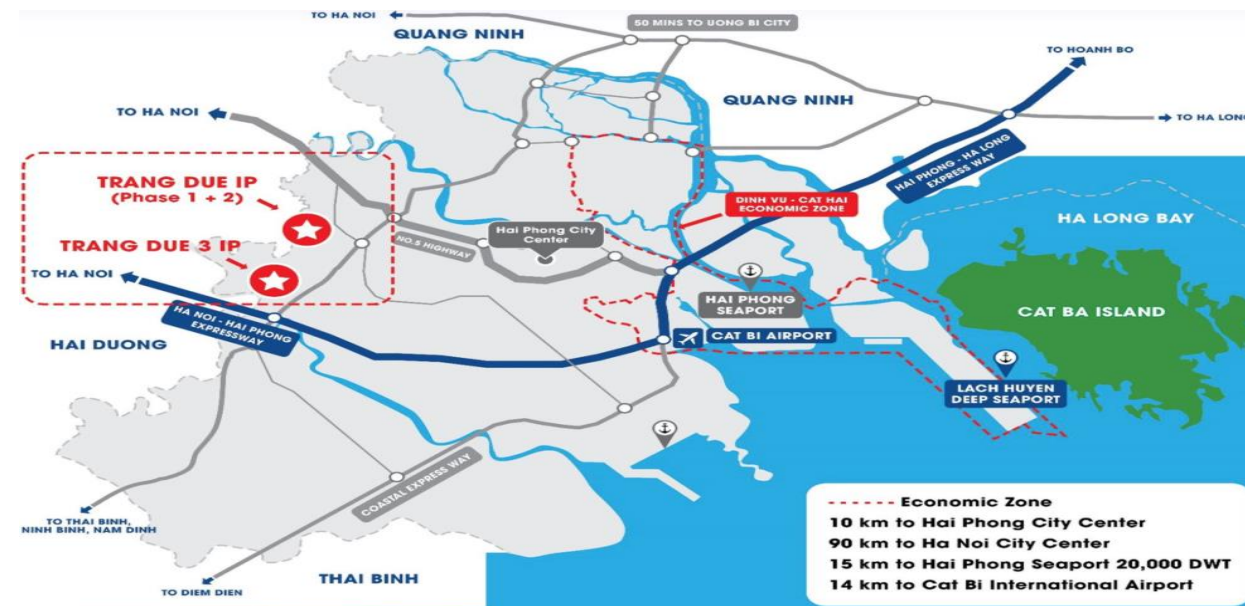 TO HA NOI
50 MINS TO UONG BI CITY
QUANG NINH
TO HOANH BO
QUANG NINH
TO HA NOI
TO HA LONG
HAI PHONG - HA LONG
EXPRESS WAY
TRANG DUE IP
(Phase 1 + 2)
DINH VU - CAT HAI
ECONOMIC ZONE
HA LONG BAY
Hai Phong City
Center
NO.5 HIGHWAY
TRANG DUE 3 IP
TO HA NOI
HAI PHONG
SEAPORT
CAT BA ISLAND
HA NOI - HAI PHONG
EXPRESSWAY
CAT BI AIRPORT
HAI DUONG
LACH HUYEN
DEEP SEAPORT
COASTAL EXPRESS WAY
TO THAI BINH,
NINH BINH, NAM DINH
THAI BINH
TO DIEM DIEN
Economic Zone
10 km to Hai Phong City Center
90 km to Ha Noi City Center
15 km to Hai Phong Seaport 20,000 DWT
14 km to Cat Bi International Airport